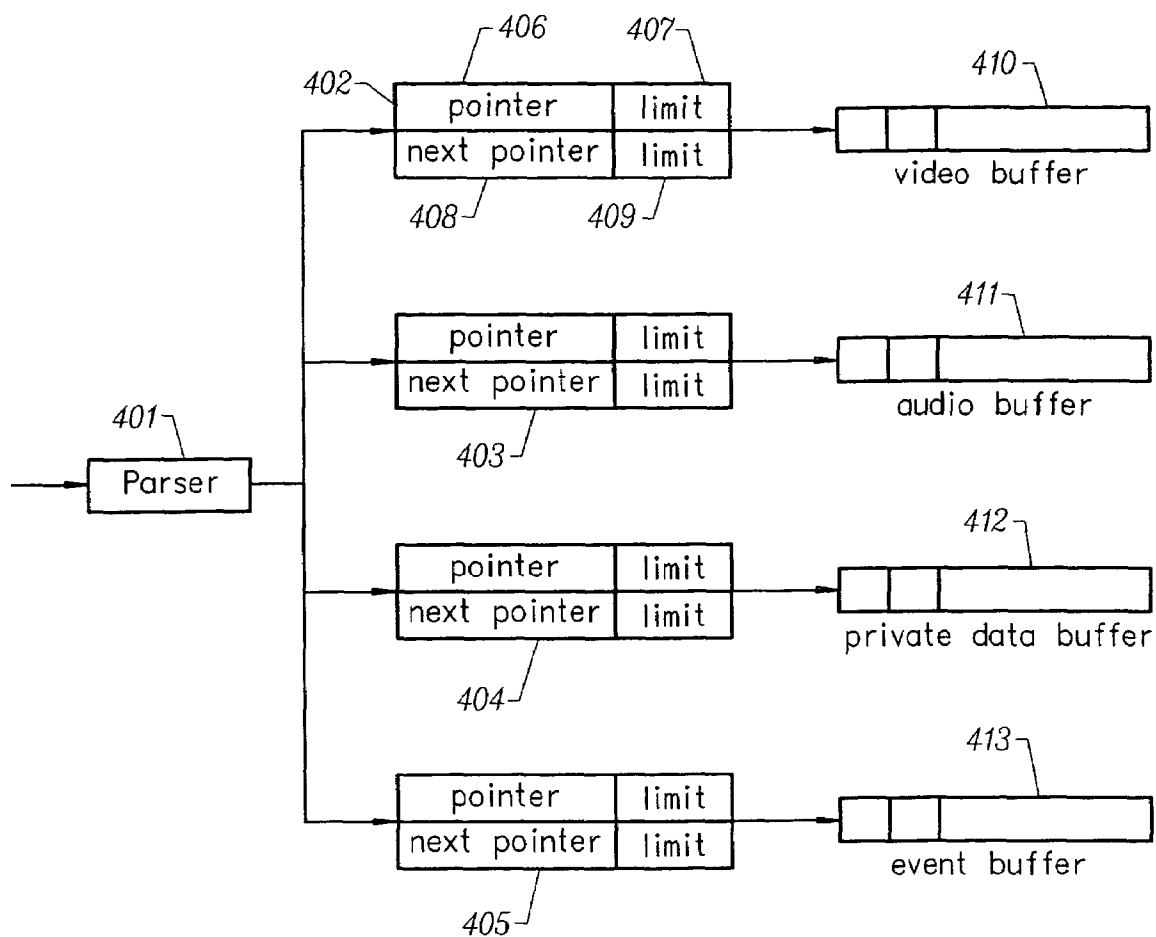 406
407
402
410
pointer limit
next pointer limit
video buffer
408
409
411
pointer limit
next pointer limit
audio buffer
401
403
Parser
412
pointer limit
next pointer limit
private data buffer
404
413
pointer limit
next pointer limit
event buffer
405